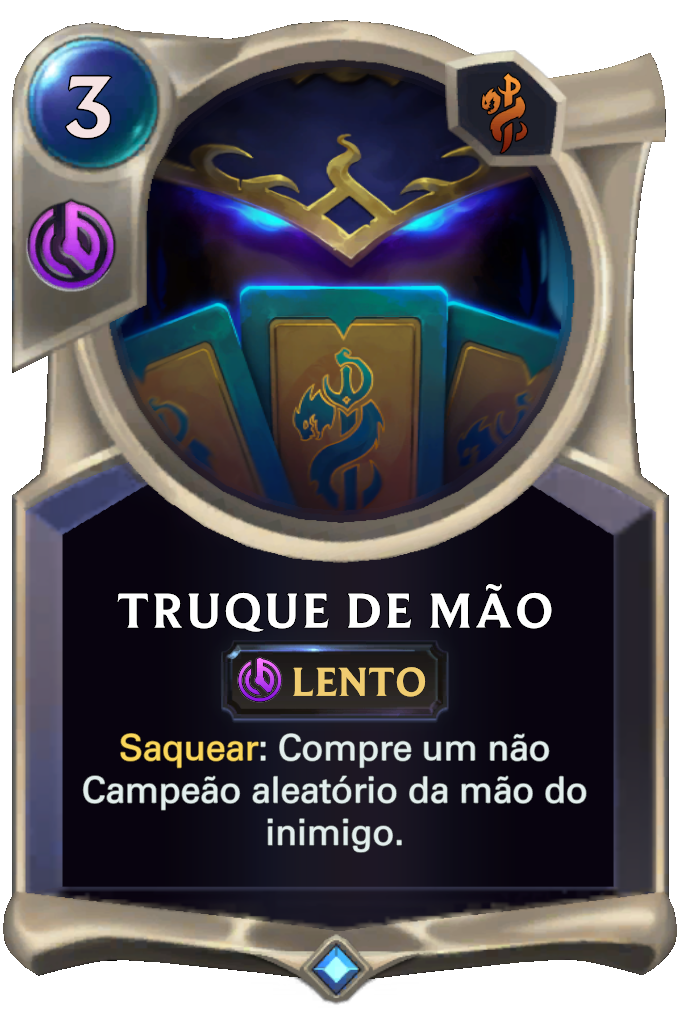 3
TRUQUE DE MÃO
LENTO
Saquear: Compre um não
Campeão aleatório da mão do
inimigo.